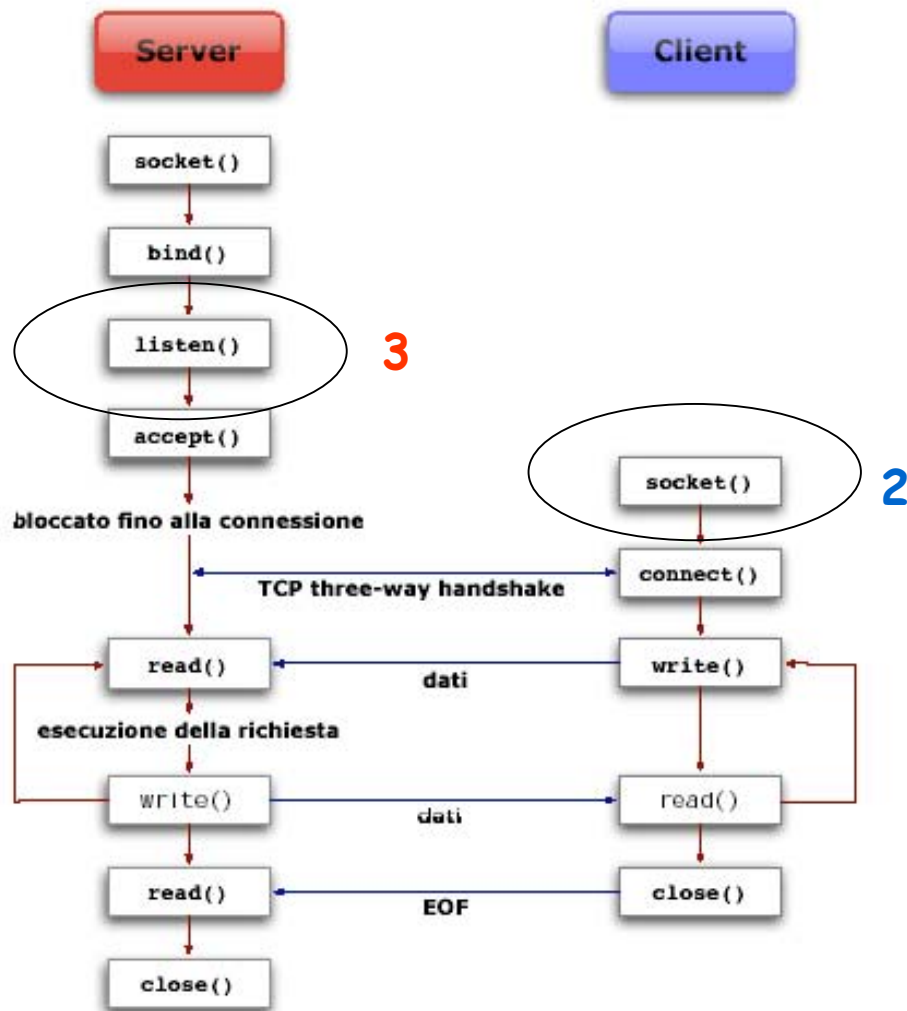 Server
Client
socket()
bind()
listen()
3
accept()
socket()
2
bloccato fino alla connessione
connect()
TCP three-way handshake
read()
write()
dati
esecuzione della richiesta
write()
read()
dati
read()
close()
EOF
close()